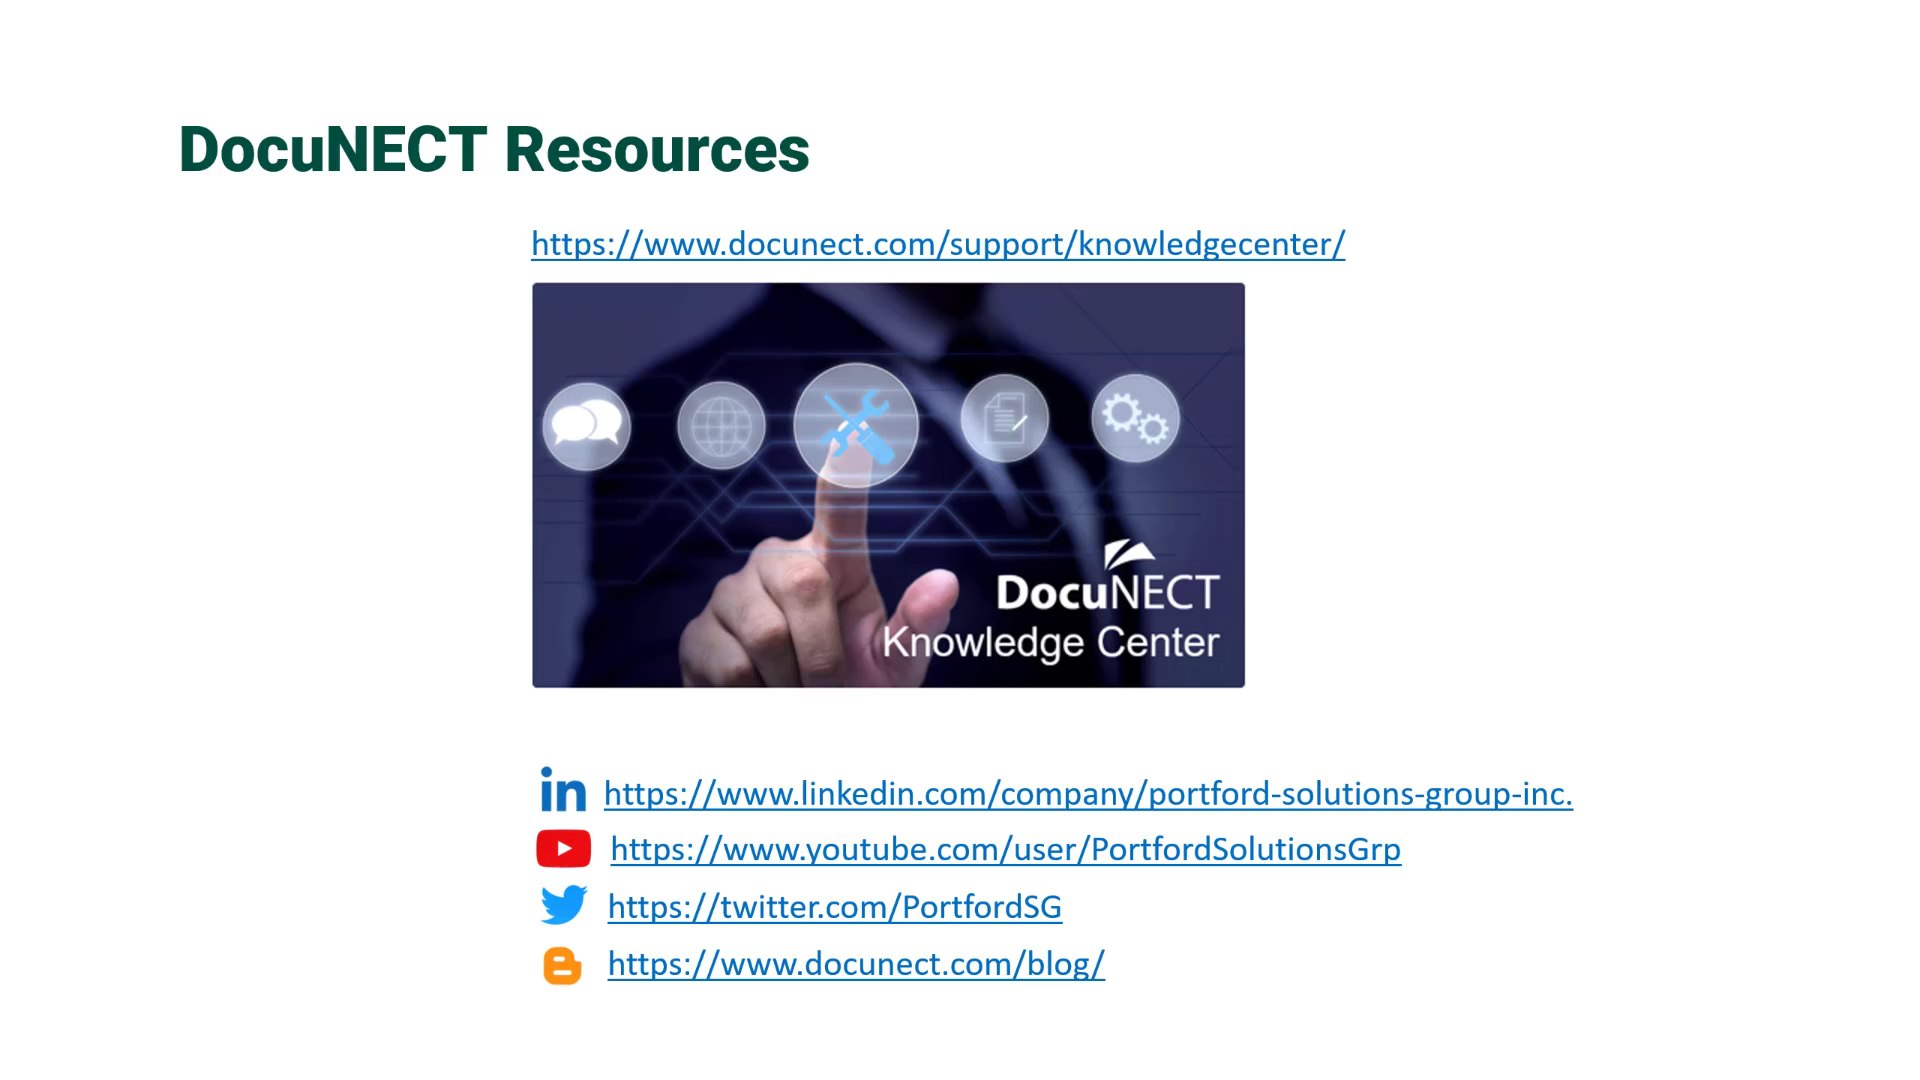 DocuNECT Resources
https://www.docunect.com/support/knowledgecenter/
DocuNECT
Knowledge Center
in https://www.linkedin.com/company/portford-solutions-group-inc.
https://www.youtube.com/user/PortfordSolutionsGrp
https://twitter.com/PortfordSG
https://www.docunect.com/blog/